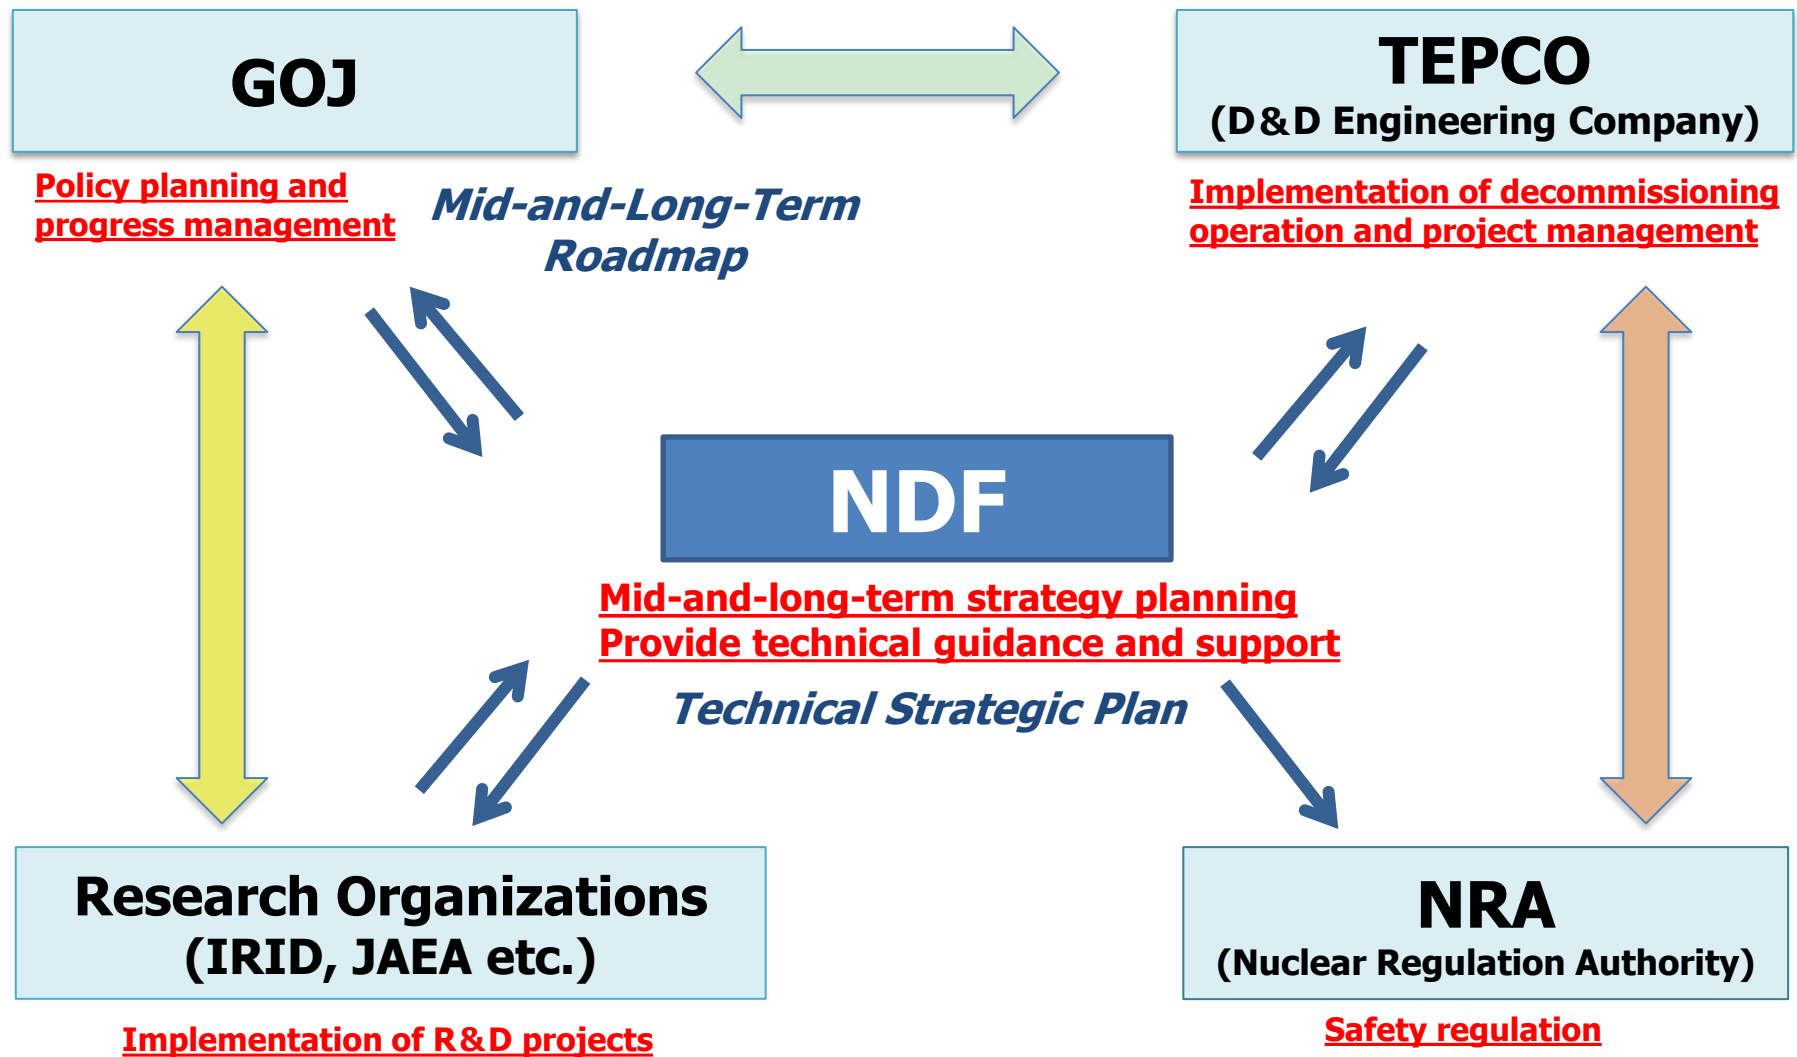 GOJ
TEPCO
(D&D Engineering Company)
Policy planning and
progress management
Mid-and-Long-Term
Roadmap
Implementation of decommissioning
operation and project management
NDF
Mid-and-long-term strategy planning
Provide technical guidance and support
Technical Strategic Plan
Research Organizations
(IRID, JAEA etc.)
NRA
(Nuclear Regulation Authority)
Implementation of R&D projects
Safety regulation